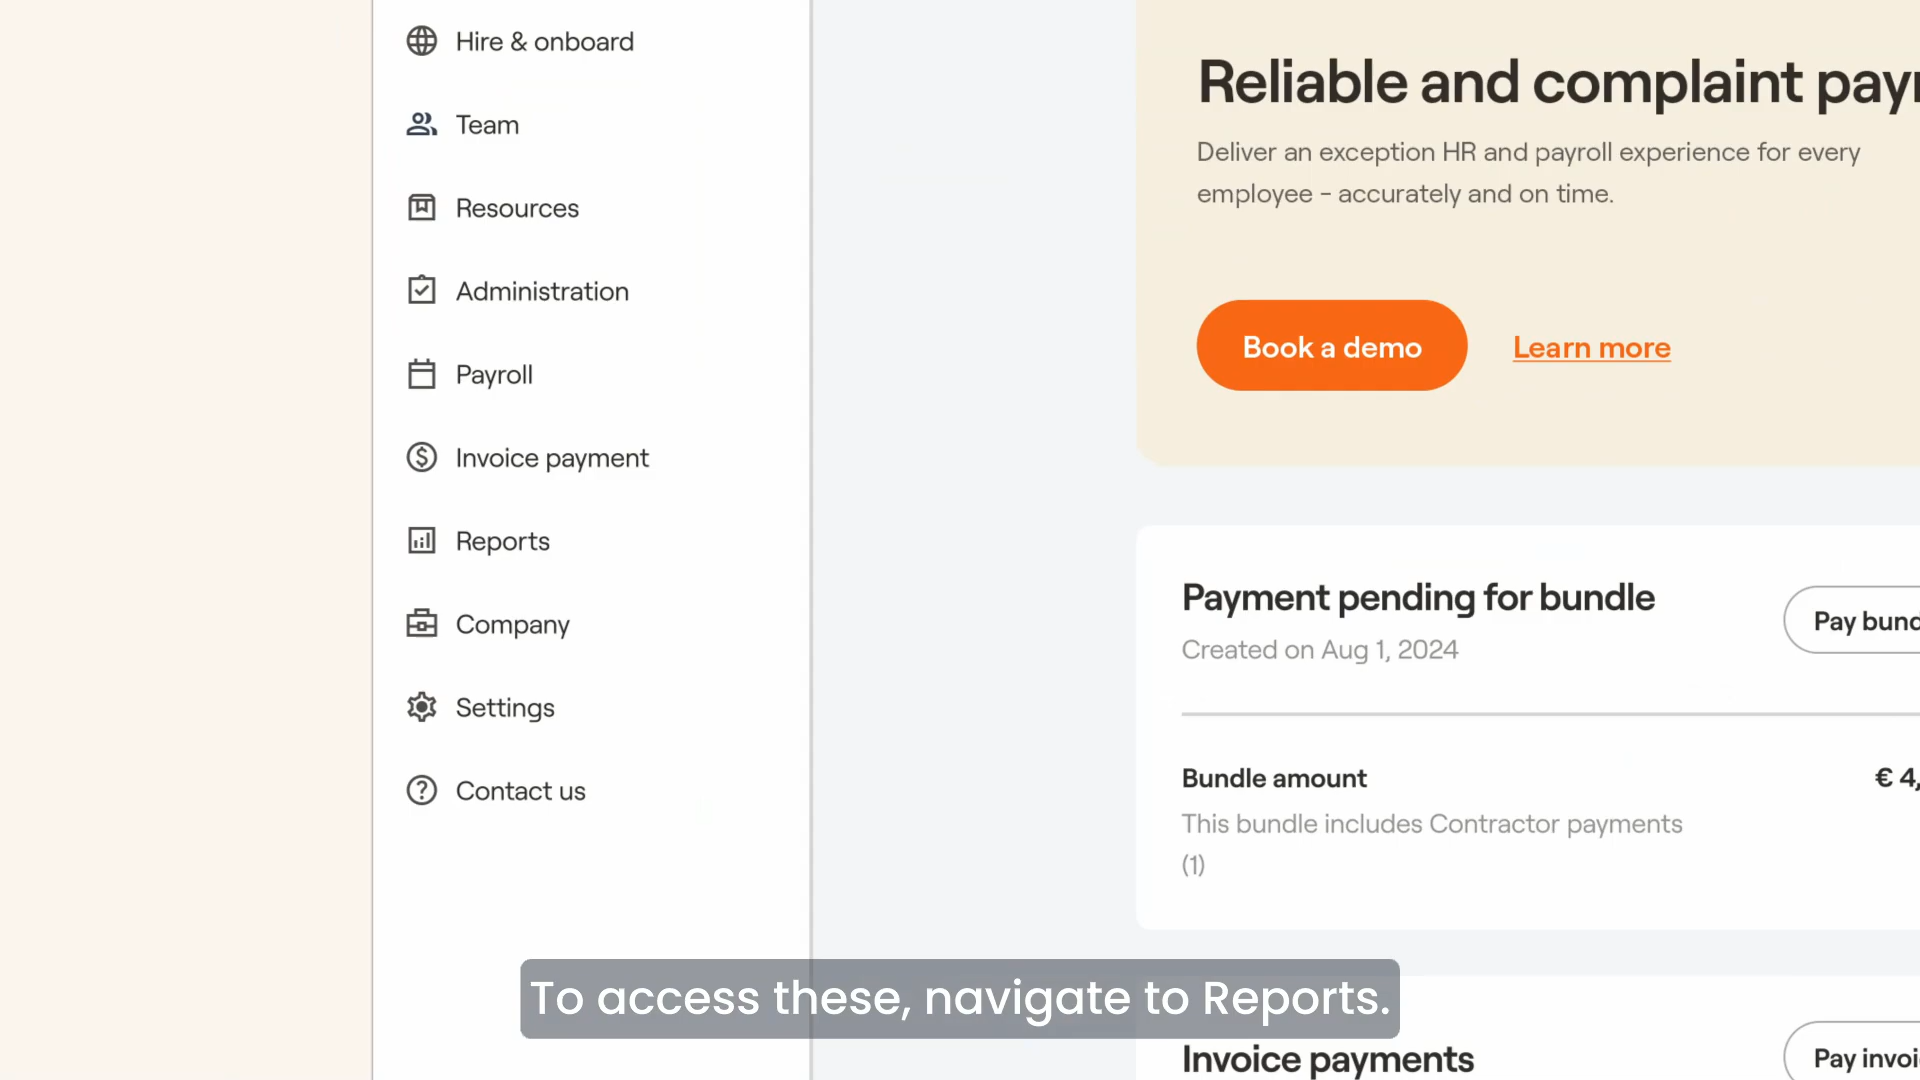 Hire & onboard
Team
Resources
Administration
Payroll
Invoice payment
Reports
Company
Settings
Contact us
Reliable and complaint payr
Deliver an exception HR and payroll experience for every
employee - accurately and on time.
Book a demo
Learn more
Payment pending for bundle
Pay bund
Created on Aug 1, 2024
Bundle amount
€ 4,
This bundle includes Contractor payments
(1)
To access these, navigate to Reports.
Invoice payments
Pay invoi